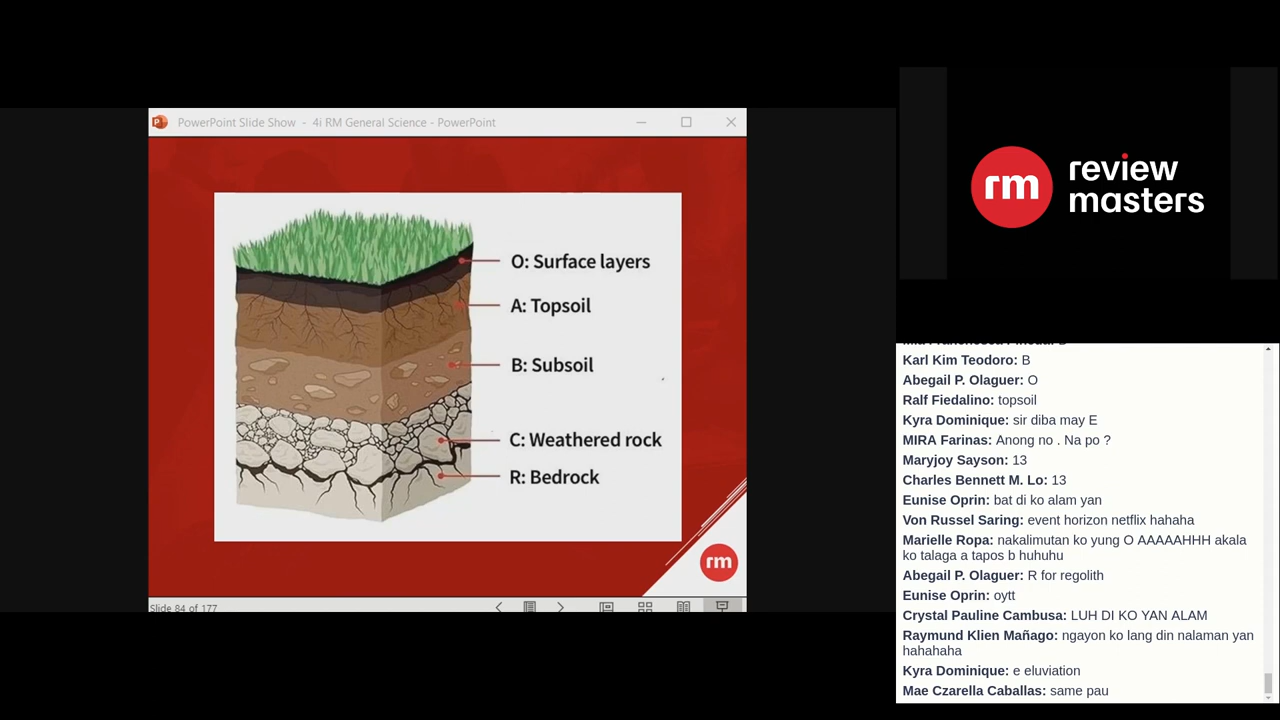 PowerPoint Slide Show - 4i RM General Science - PowerPoint
O: Surface layers
A: Topsoil
B: Subsoil
C: Weathered rock
R: Bedrock
rm
Slide 84 of 177
rm review
masters
Karl Kim Teodoro: B
Abegail P. Olaguer: O
Ralf Fiedalino: topsoil
Kyra Dominique: sir diba may E
MIRA Farinas: Anong no . Na po ?
Maryjoy Sayson: 13
Charles Bennett M. Lo: 13
Eunise Oprin: bat di ko alam yan
Von Russel Saring: event horizon netflix hahaha
Marielle Ropa: nakalimutan ko yung O AAAAAHHH akala
ko talaga a tapos b huhuhu
Abegail P. Olaguer: R for regolith
Eunise Oprin: oytt
Crystal Pauline Cambusa: LUH DI KO YAN ALAM
Raymund Klien Mañago: ngayon ko lang din nalaman yan
hahahaha
Kyra Dominique: e eluviation
Mae Czarella Caballas: same pau